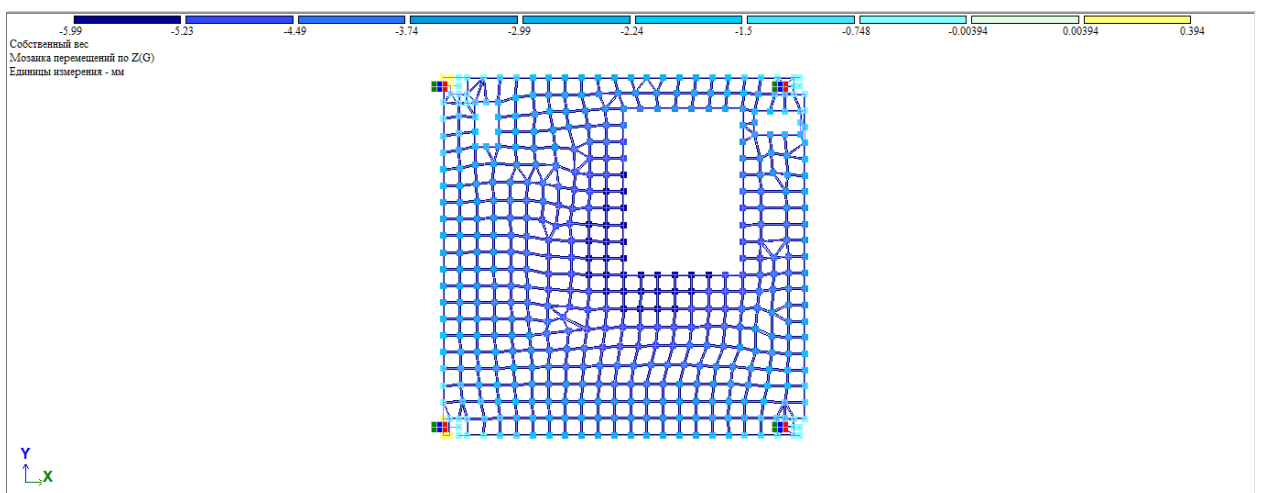 -5.99 -5.23 -4.49 -3.74 -2.99 -2.24 -1.5 -0.748 -0.00394 0.00394 0.394
Собственный вес
Мозаика перемещений по Z(G)
Единицы измерения - мм
Y
X